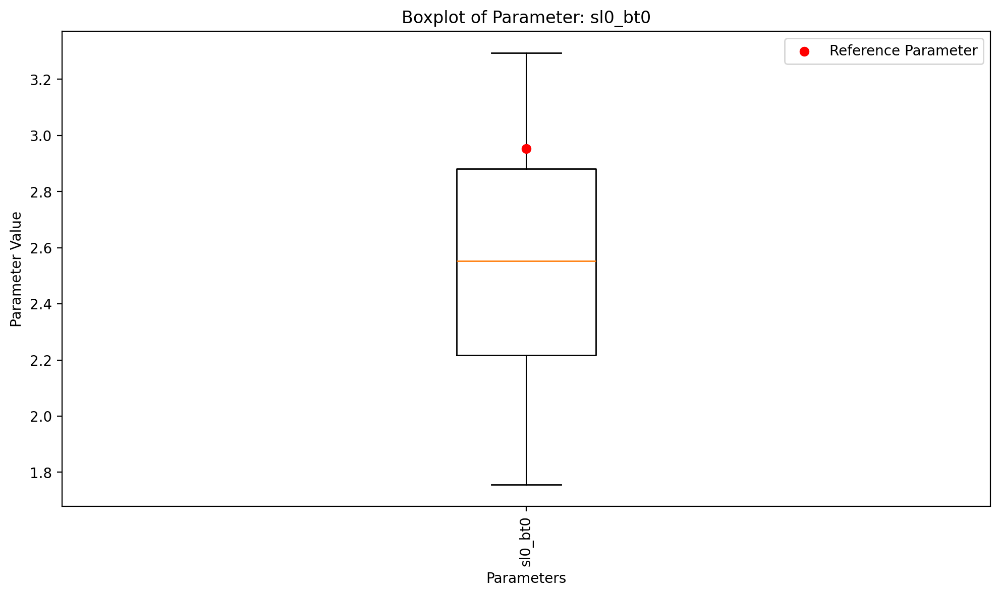 Boxplot of Parameter: sl0_bt0
Reference Parameter
Parameter Value
3.2
3.0
2.8
2.6
2.4
2.2
2.0
1.8
sl0_bt0
Parameters